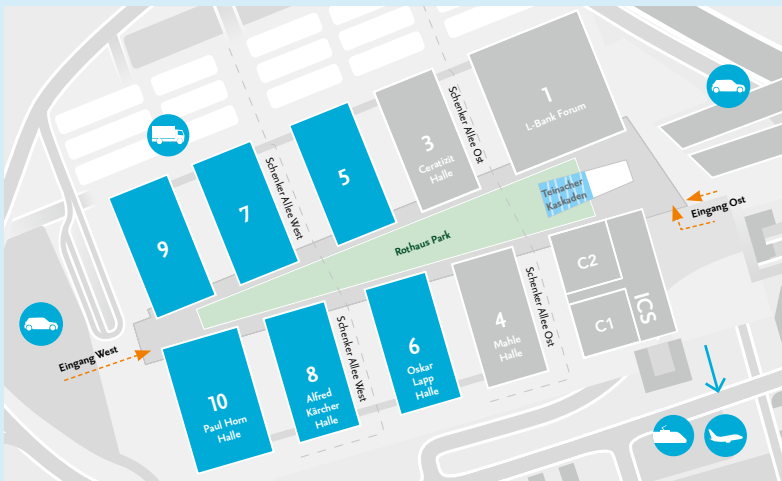 1
L-Bank Forum
3
Ceratizit
Halle
Schenker Allee Ost
5
Schenker Allee West
7
9
Teinacher
Kaskaden
Eingang Ost
Rothaus Park
C2
C1
ICS
Schenker Allee Ost
4
Mahle
Halle
6
Oskar
Lapp
Halle
Schenker Allee West
8
Alfred
Kärcher
Halle
10
Paul Horn
Halle
Eingang West